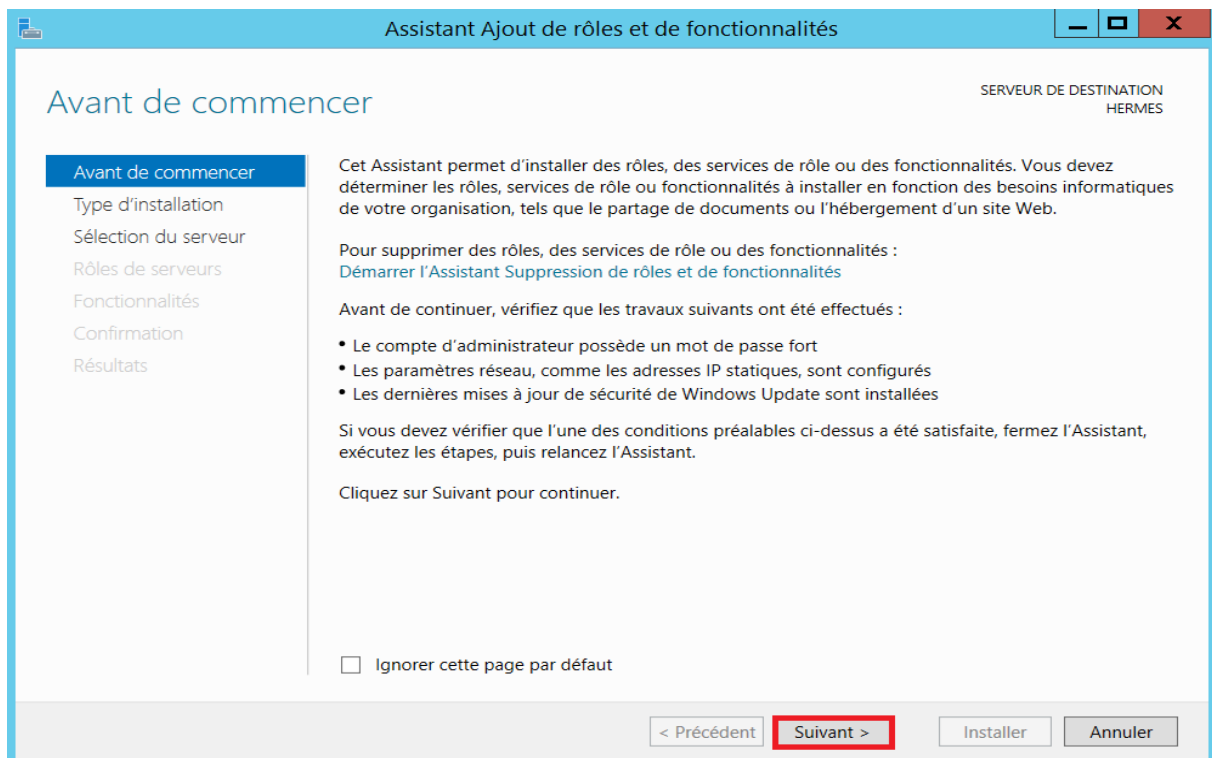 Assistant Ajout de rôles et de fonctionnalités
Avant de commencer
SERVEUR DE DESTINATION
HERMES
Avant de commencer
Type d'installation
Sélection du serveur
Rôles de serveurs
Fonctionnalités
Confirmation
Résultats
Cet Assistant permet d'installer des rôles, des services de rôle ou des fonctionnalités. Vous devez
déterminer les rôles, services de rôle ou fonctionnalités à installer en fonction des besoins informatiques
de votre organisation, tels que le partage de documents ou l'hébergement d'un site Web.
Pour supprimer des rôles, des services de rôle ou des fonctionnalités :
Démarrer l'Assistant Suppression de rôles et de fonctionnalités
Avant de continuer, vérifiez que les travaux suivants ont été effectués :
• Le compte d'administrateur possède un mot de passe fort
• Les paramètres réseau, comme les adresses IP statiques, sont configurés
• Les dernières mises à jour de sécurité de Windows Update sont installées
Si vous devez vérifier que l'une des conditions préalables ci-dessus a été satisfaite, fermez l'Assistant,
exécutez les étapes, puis relancez l'Assistant.
Cliquez sur Suivant pour continuer.
Ignorer cette page par défaut
< Précédent
Suivant >
Installer
Annuler